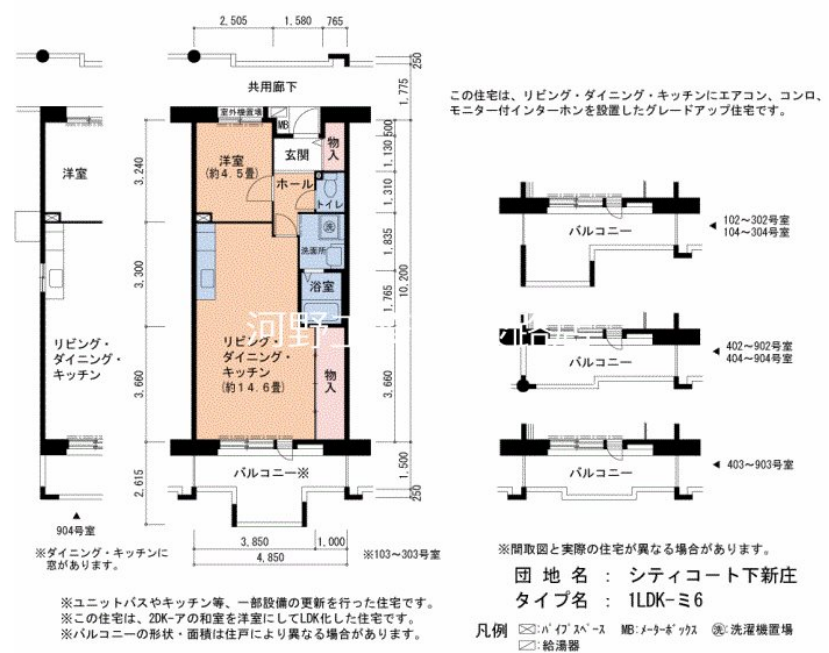 2.505 1.580 765
250
共用廊下
1.775
この住宅は、リビング・ダイニング・キッチンにエアコン、コンロ、
モニター付インターホンを設置したグレードアップ住宅です。
室外機置場
MB
500
洋室
(約4.5畳)
玄関
物入
1.130
洋室
3.240
ホール
トイレ
1.310
バルコニー
102～302号室
104～304号室
洗
洗面所
1.835
10.200
3.300
浴室
1.765
リビング・
ダイニング・
キッチン
リビング・
ダイニング・
キッチン
(約14.6畳)
物入
3.660
3.660
バルコニー
402～902号室
404～904号室
バルコニー※
1.500
2.615
250
バルコニー
403～903号室
904号室
3.850 1.000
4.850
※103～303号室
※ダイニング・キッチンに
窓があります。
※間取図と実際の住宅が異なる場合があります。
団地名 : シティコート下新庄
タイプ名 : 1LDK-ミ6
※ユニットバスやキッチン等、一部設備の更新を行った住宅です。
※この住宅は、2DK-アの和室を洋室にしてLDK化した住宅です。
※バルコニーの形状・面積は住戸により異なる場合があります。
凡例 :パイプスペース MB:メーターボックス 洗:洗濯機置場
:給湯器